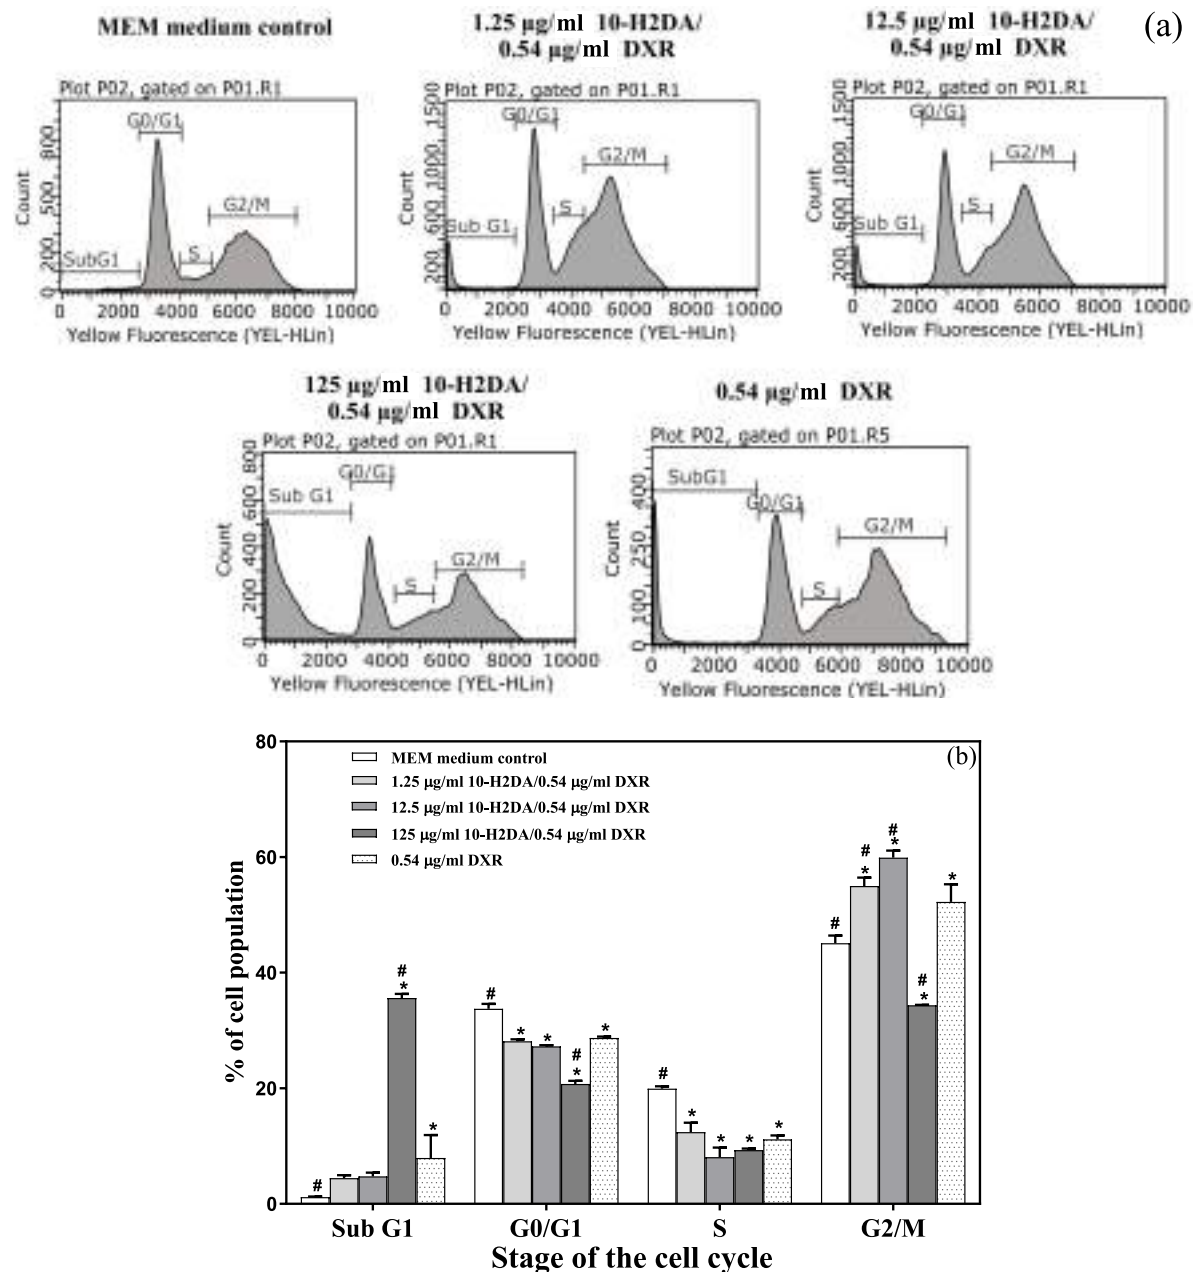 MEM medium control
1.25 µg/ml 10-H2DA/
0.54 µg/ml DXR
12.5 µg/ml 10-H2DA/
0.54 µg/ml DXR
(a)
Plot P02, gated on P01.R1
G0/G1
G2/M
S
SubG1
Count
0 200 500 800
0 2000 4000 6000 8000 10000
Yellow Fluorescence (YEL-HLin)
Plot P02, gated on P01.R1
G0/G1
G2/M
S
Sub G1
Count
0 200 600 1000 1500
0 2000 4000 6000 8000 10000
Yellow Fluorescence (YEL-HLin)
Plot P02, gated on P01.R1
G0/G1
G2/M
S
Sub G1
Count
0 200 600 1000 1500
0 2000 4000 6000 8000 10000
Yellow Fluorescence (YEL-HLin)
125 µg/ml 10-H2DA/
0.54 µg/ml DXR
0.54 µg/ml DXR
Plot P02, gated on P01.R1
G0/G1
Sub G1
G2/M
S
Count
0 200 400 600 800
0 2000 4000 6000 8000 10000
Yellow Fluorescence (YEL-HLin)
Plot P02, gated on P01.R5
SubG1
G0/G1
G2/M
S
Count
0 100 250 400
0 2000 4000 6000 8000 10000
Yellow Fluorescence (YEL-HLin)
(b)
MEM medium control
1.25 µg/ml 10-H2DA/0.54 µg/ml DXR
12.5 µg/ml 10-H2DA/0.54 µg/ml DXR
125 µg/ml 10-H2DA/0.54 µg/ml DXR
0.54 µg/ml DXR
% of cell population
80
60
40
20
0
# # * *
# * * # * *
# * * * *
# # * # * # * *
Sub G1 G0/G1 S G2/M
Stage of the cell cycle